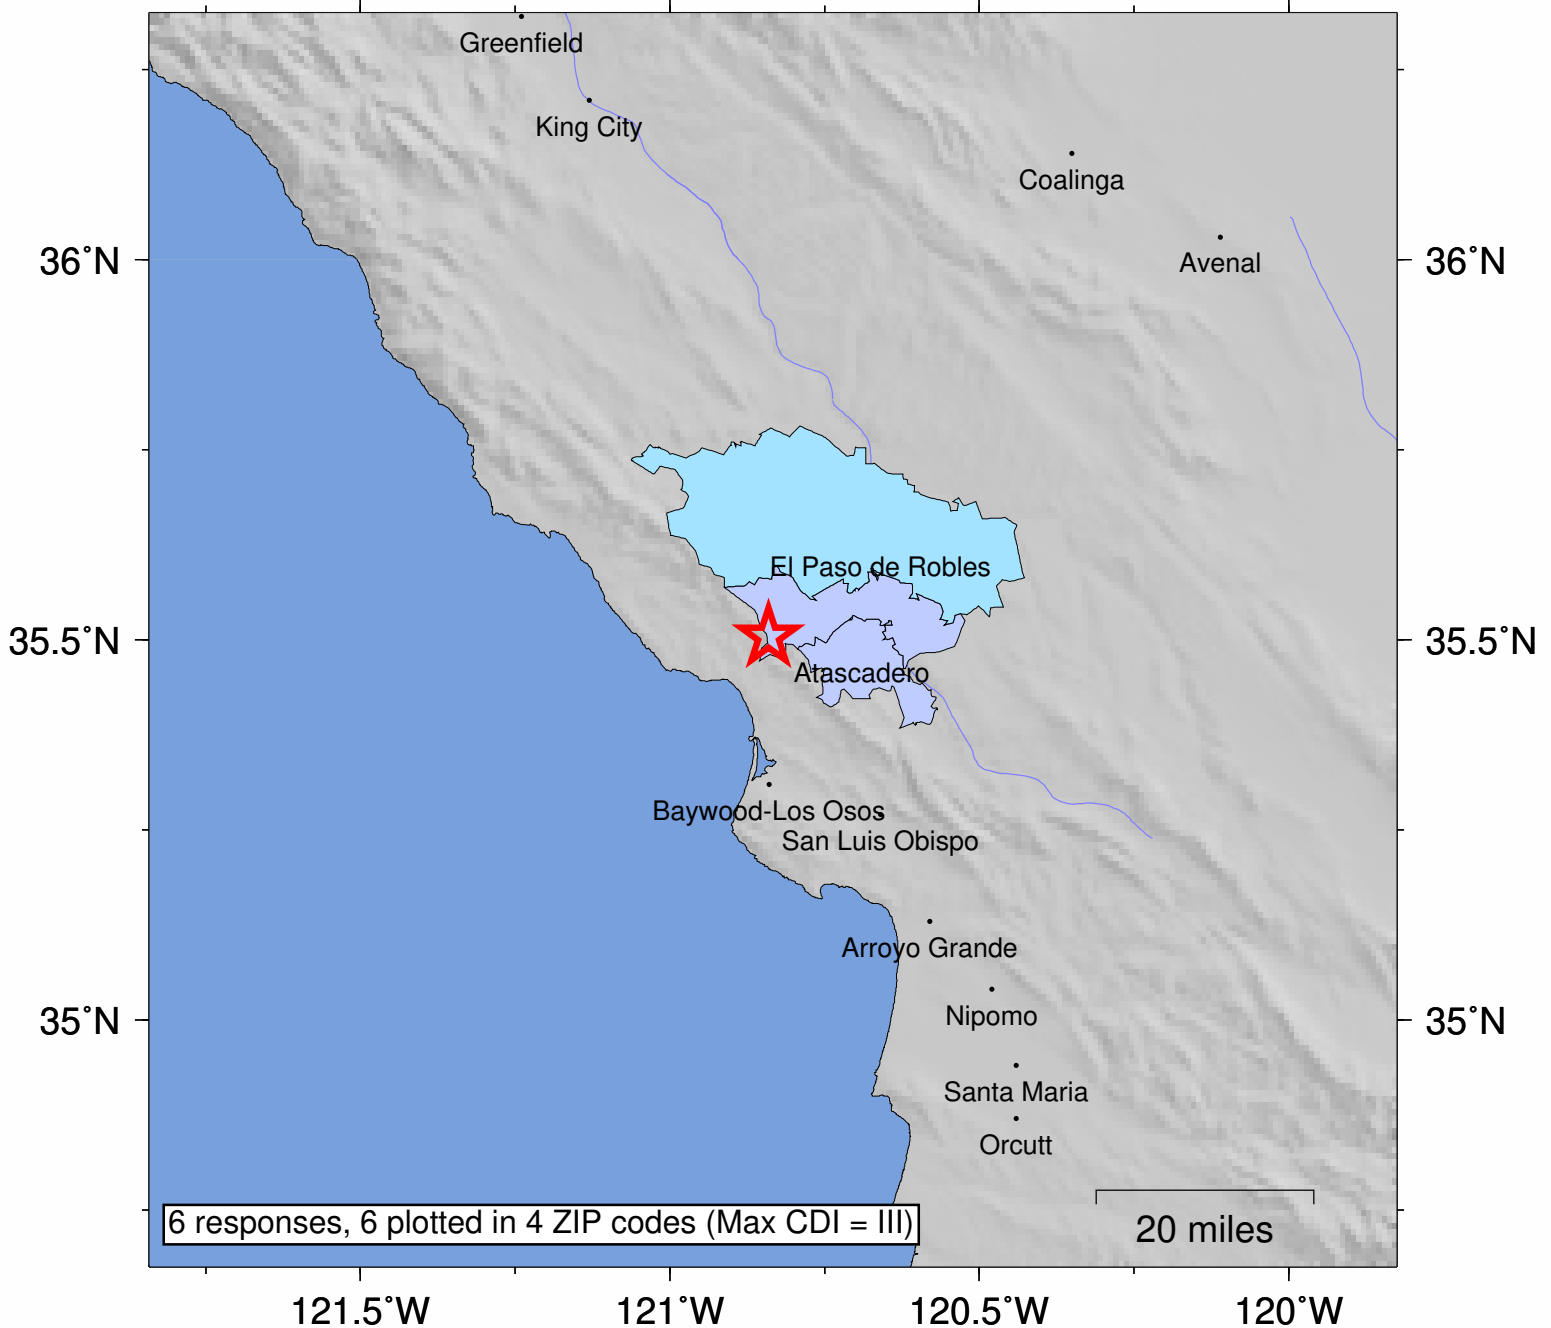 Greenfield
King City
Coalinga
Avenal
36˚N
36˚N
El Paso de Robles
35.5˚N
35.5˚N
Atascadero
Baywood-Los Osos
San Luis Obispo
Arroyo Grande
35˚N
35˚N
Nipomo
Santa Maria
Orcutt
6 responses, 6 plotted in 4 ZIP codes (Max CDI = III)
20 miles
121.5˚W
121˚W
120.5˚W
120˚W